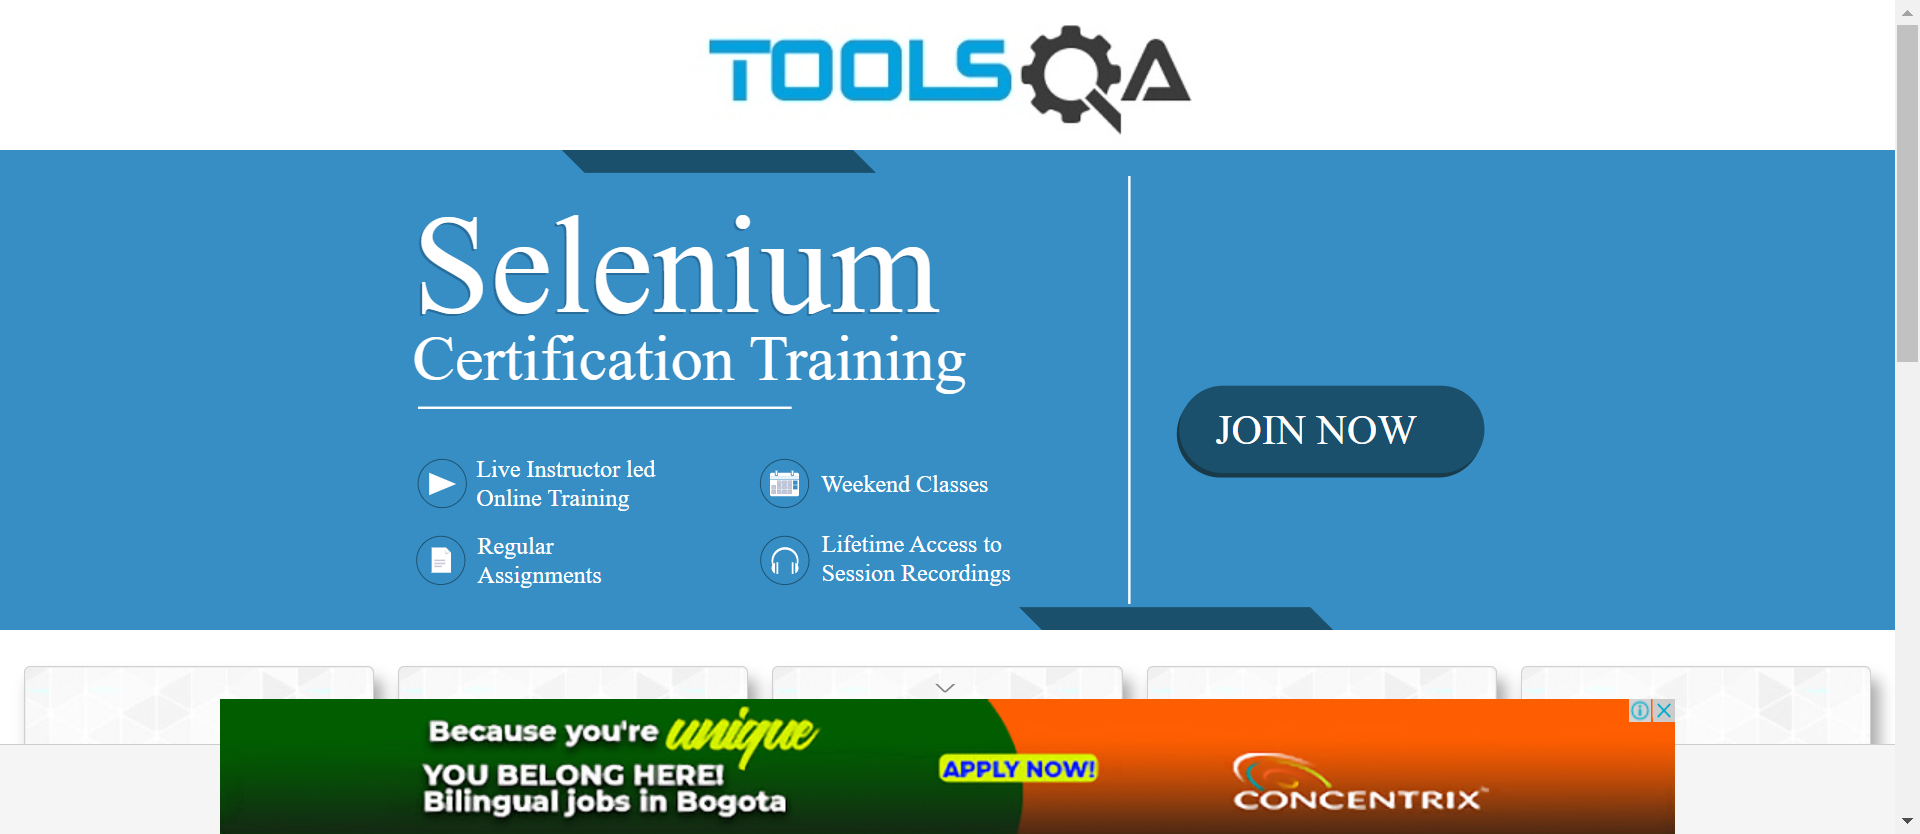 TOOLSQA
Selenium
Certification Training
Live Instructor led
Online Training
Weekend Classes
Regular
Assignments
Lifetime Access to
Session Recordings
JOIN NOW
Because you're unique
YOU BELONG HERE!
Bilingual jobs in Bogota
APPLY NOW!
CONCENTRIX